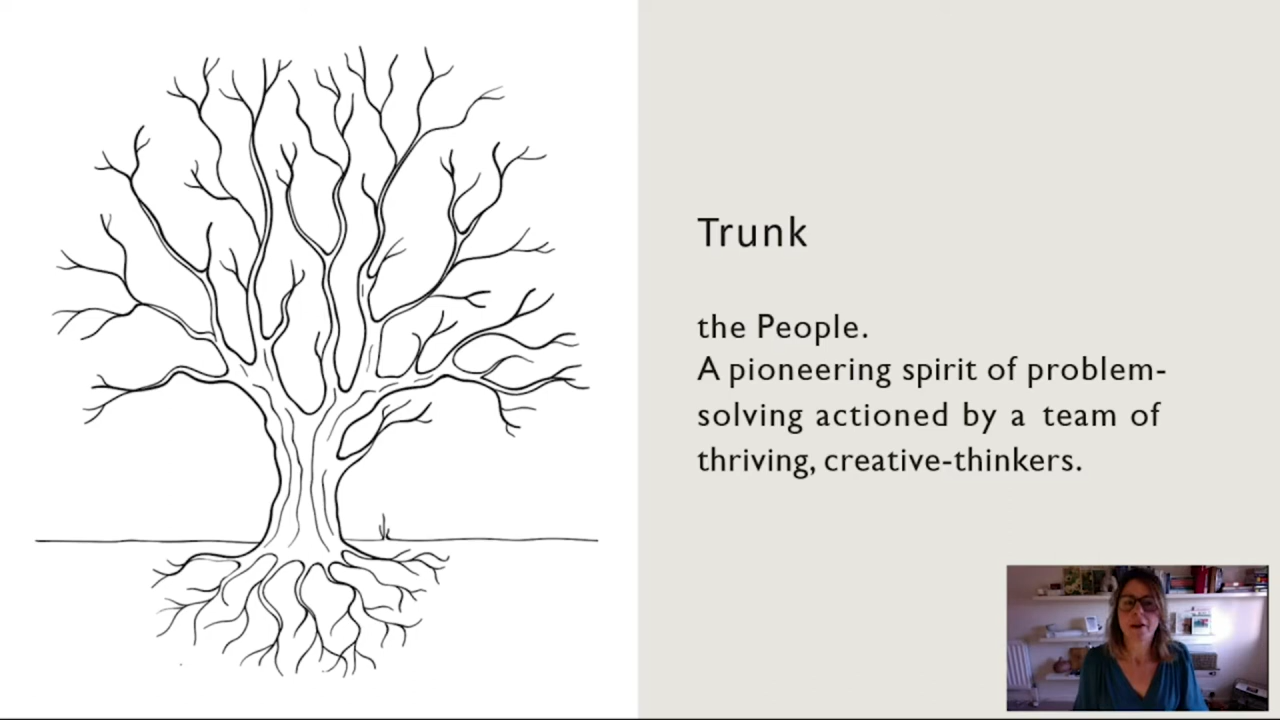 Trunk
the People.
A pioneering spirit of problem-
solving actioned by a team of
thriving, creative-thinkers.